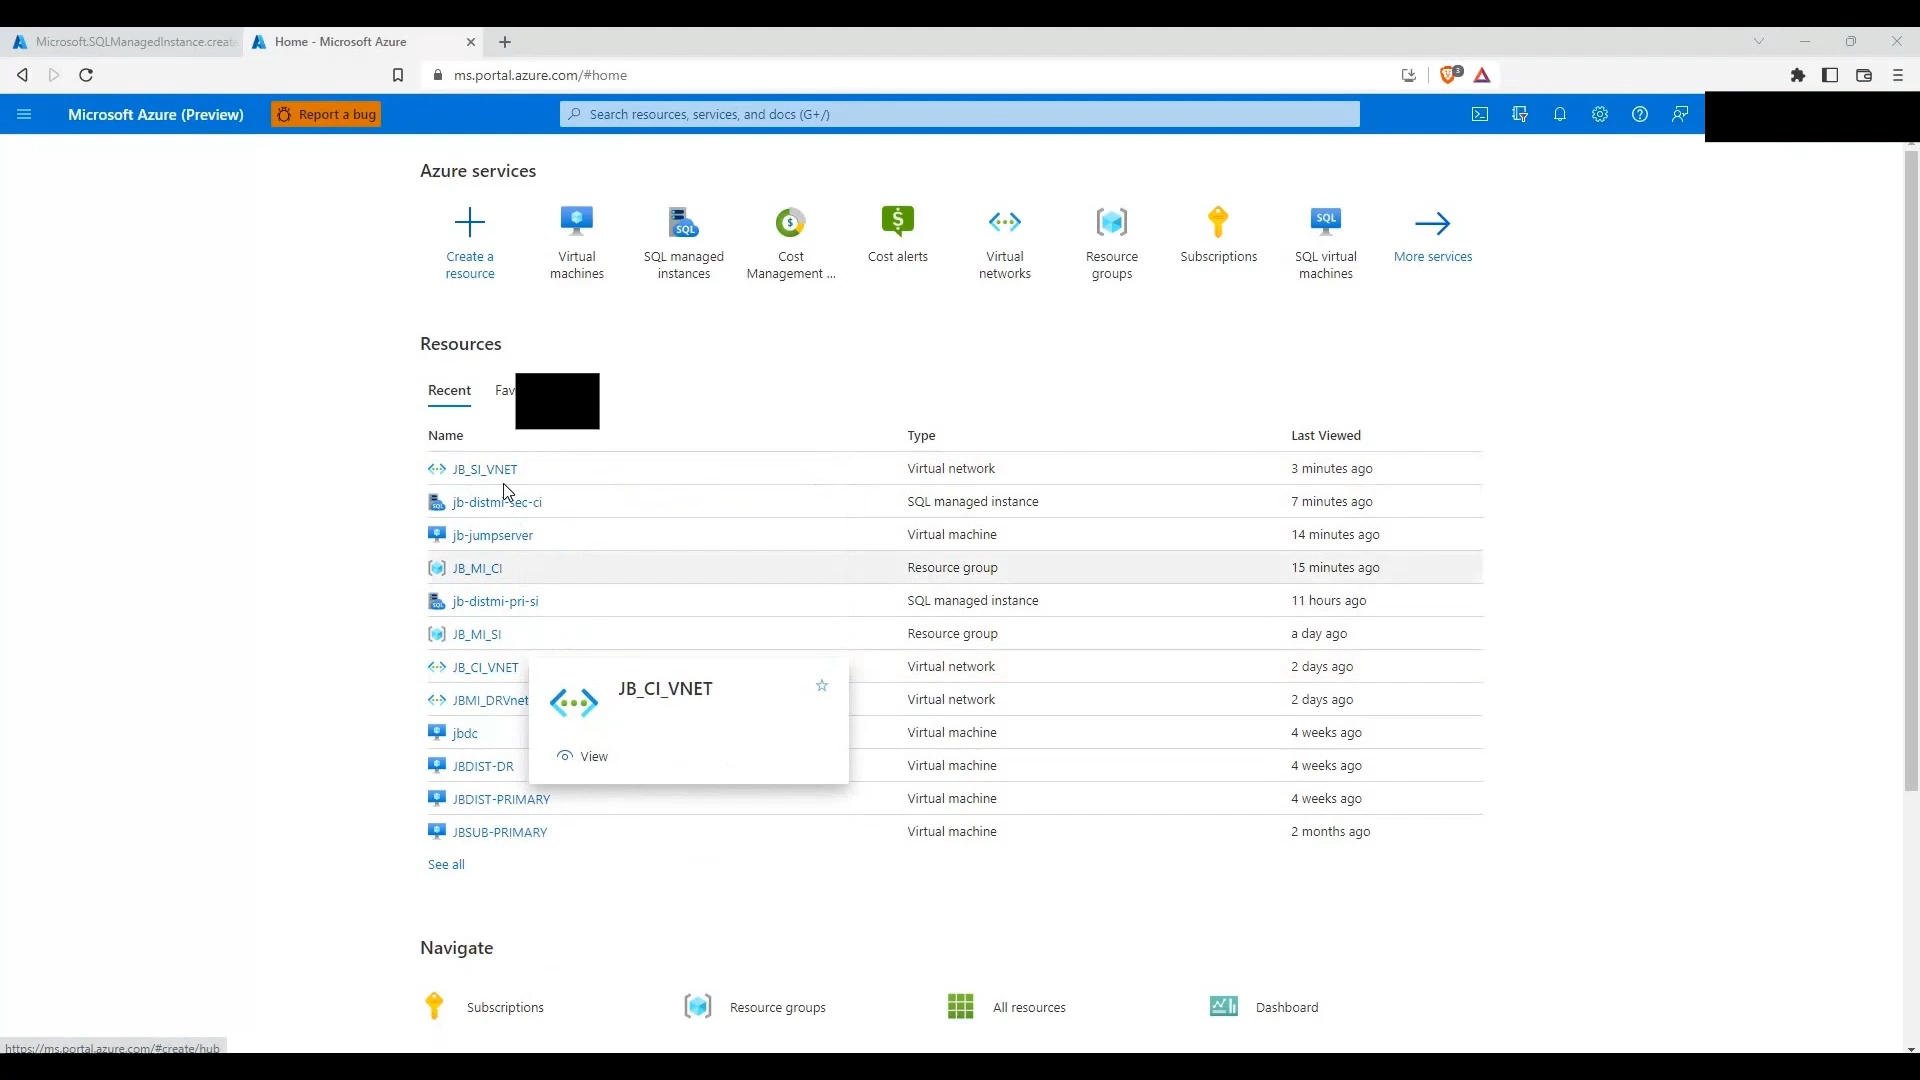 Microsoft.SQLManagedInstance.create
Home - Microsoft Azure
ms.portal.azure.com/#home
3
Microsoft Azure (Preview)
Report a bug
Search resources, services, and docs (G+/)
Azure services
Create a
resource
Virtual
machines
SQL
SQL managed
instances
$
Cost
Management ...
$
Cost alerts
Virtual
networks
Resource
groups
Subscriptions
SQL
SQL virtual
machines
More services
Resources
Recent
Fav
Name
Type
Last Viewed
JB_SI_VNET
Virtual network
3 minutes ago
jb-distmi-sec-ci
SQL managed instance
7 minutes ago
jb-jumpserver
Virtual machine
14 minutes ago
JB_MI_CI
Resource group
15 minutes ago
jb-distmi-pri-si
SQL managed instance
11 hours ago
JB_MI_SI
Resource group
a day ago
JB_CI_VNET
Virtual network
2 days ago
JBMI_DRVnet
Virtual network
2 days ago
JB_CI_VNET
View
jbdc
Virtual machine
4 weeks ago
JBDIST-DR
Virtual machine
4 weeks ago
JBDIST-PRIMARY
Virtual machine
4 weeks ago
JBSUB-PRIMARY
Virtual machine
2 months ago
See all
Navigate
Subscriptions
Resource groups
All resources
Dashboard
https://ms.portal.azure.com/#create/hub